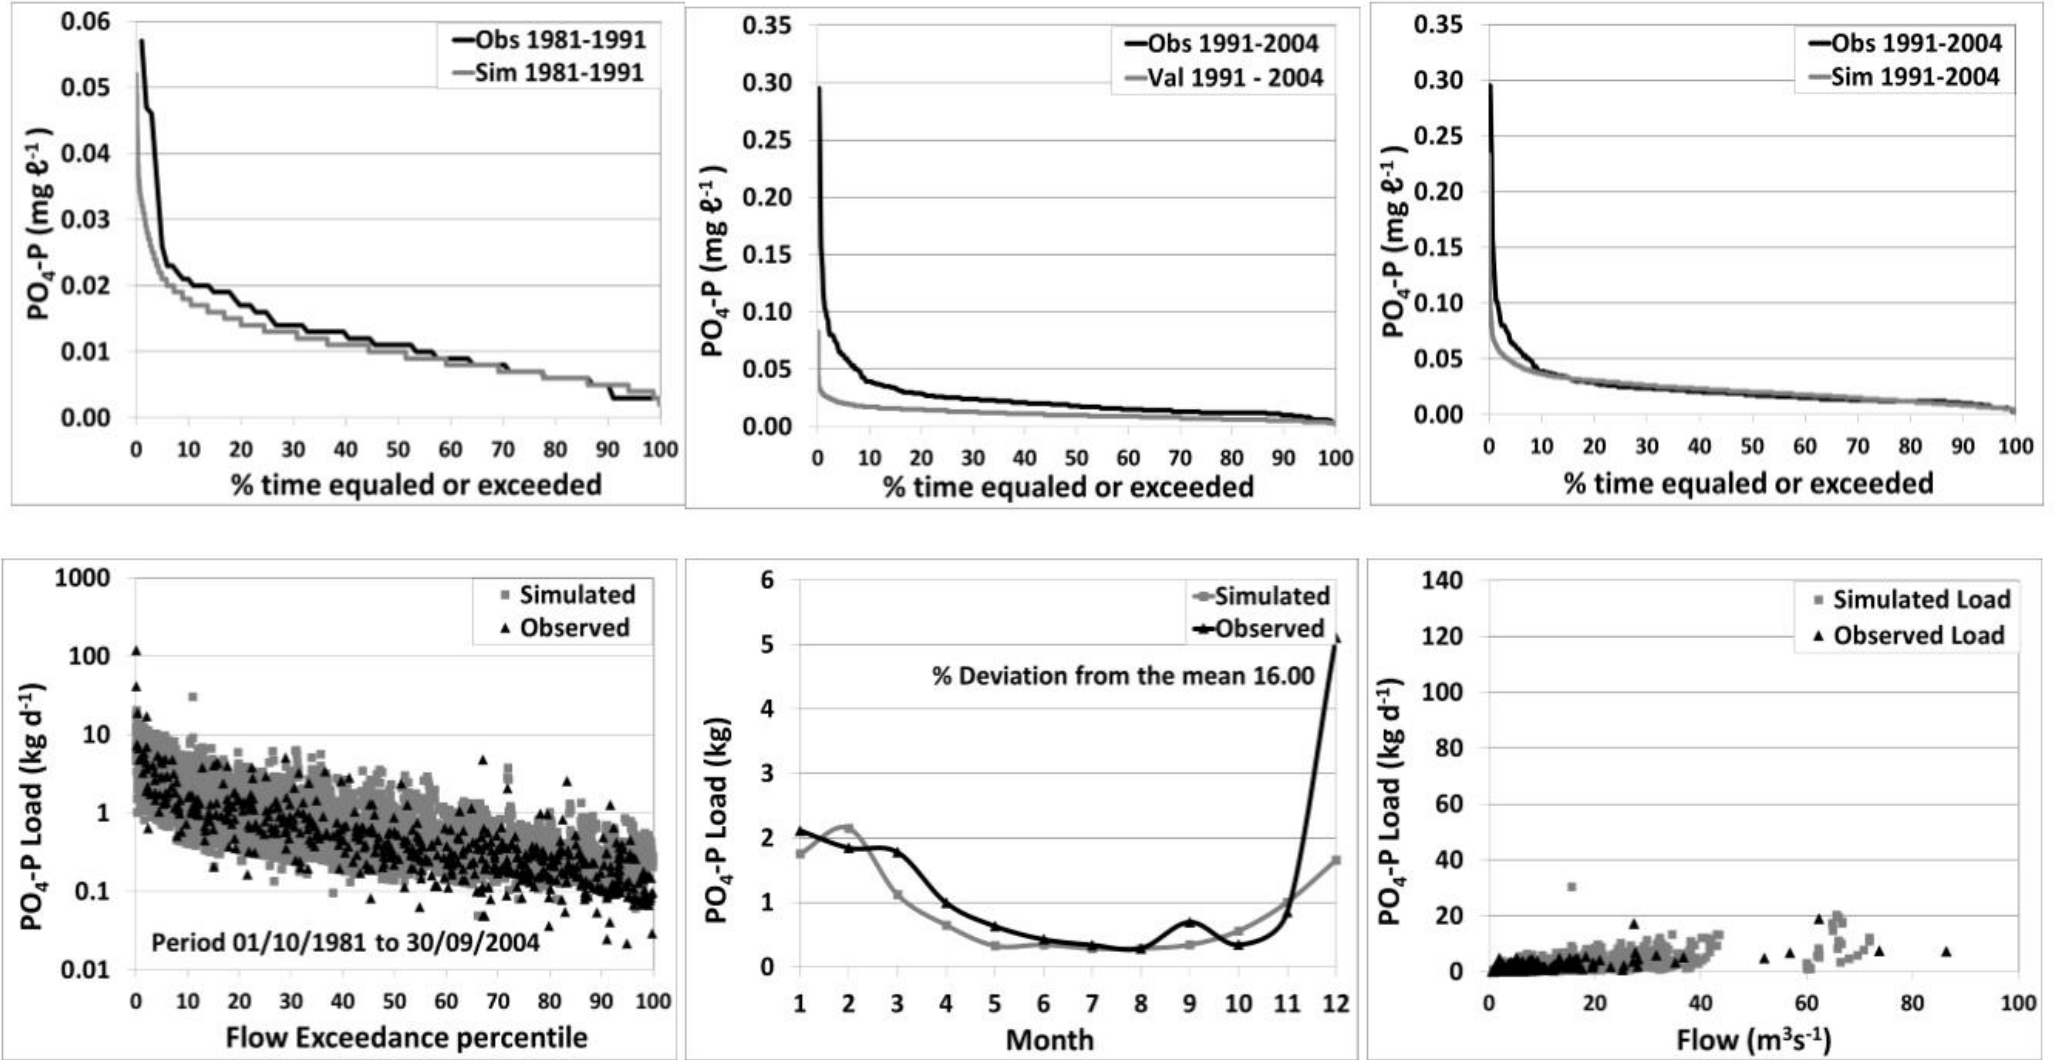 PO₄-P (mg ℓ⁻¹)
0.06
0.05
0.04
0.03
0.02
0.01
0.00
Obs 1981-1991
Sim 1981-1991
0 10 20 30 40 50 60 70 80 90 100
% time equaled or exceeded
PO₄-P (mg ℓ⁻¹)
0.35
0.30
0.25
0.20
0.15
0.10
0.05
0.00
Obs 1991-2004
Val 1991 - 2004
0 10 20 30 40 50 60 70 80 90 100
% time equaled or exceeded
PO₄-P (mg ℓ⁻¹)
0.35
0.30
0.25
0.20
0.15
0.10
0.05
0.00
Obs 1991-2004
Sim 1991-2004
0 10 20 30 40 50 60 70 80 90 100
% time equaled or exceeded
PO₄-P Load (kg d⁻¹)
1000
100
10
1
0.1
0.01
Simulated
Observed
Period 01/10/1981 to 30/09/2004
0 10 20 30 40 50 60 70 80 90 100
Flow Exceedance percentile
PO₄-P Load (kg)
6
5
4
3
2
1
0
Simulated
Observed
% Deviation from the mean 16.00
1 2 3 4 5 6 7 8 9 10 11 12
Month
PO₄-P Load (kg d⁻¹)
140
120
100
80
60
40
20
0
Simulated Load
Observed Load
0 20 40 60 80 100
Flow (m³s⁻¹)